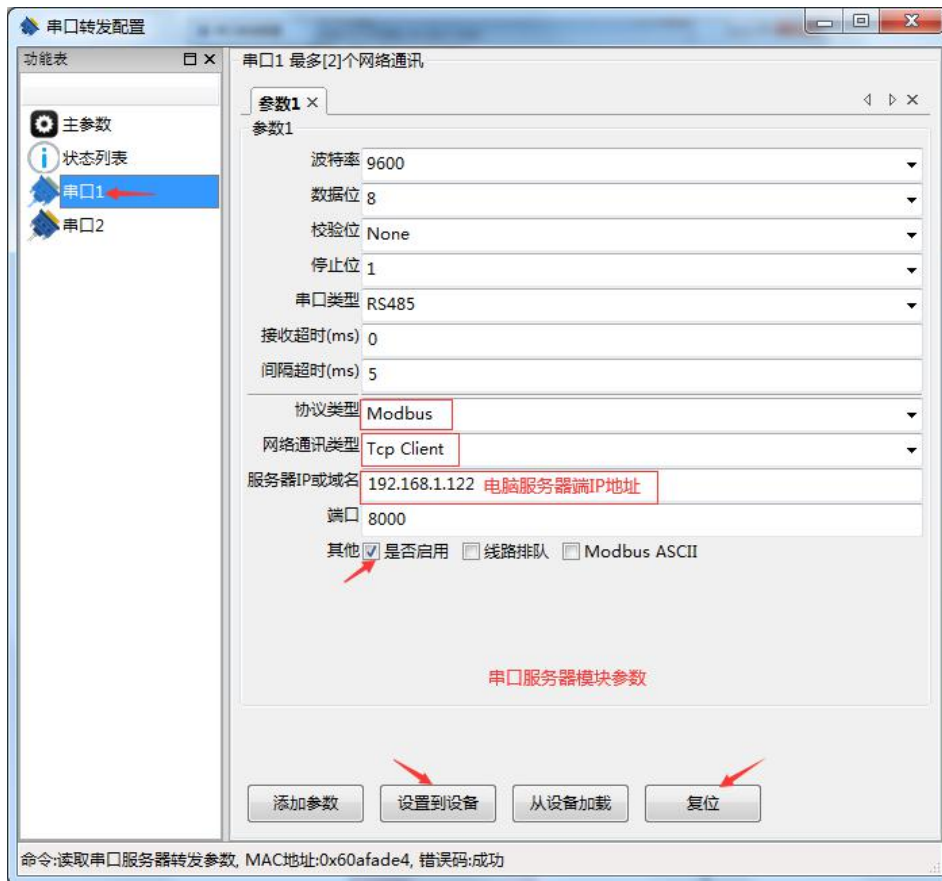 串口转发配置
功能表
串口1 最多[2]个网络通讯
主参数
状态列表
串口1
串口2
参数1
参数1
波特率 9600
数据位 8
校验位 None
停止位 1
串口类型 RS485
接收超时(ms) 0
间隔超时(ms) 5
协议类型 Modbus
网络通讯类型 Tcp Client
服务器IP或域名 192.168.1.122 电脑服务器端IP地址
端口 8000
其他 是否启用 线路排队 Modbus ASCII
串口服务器模块参数
添加参数 设置到设备 从设备加载 复位
命令:读取串口服务器转发参数, MAC地址:0x60afade4, 错误码:成功